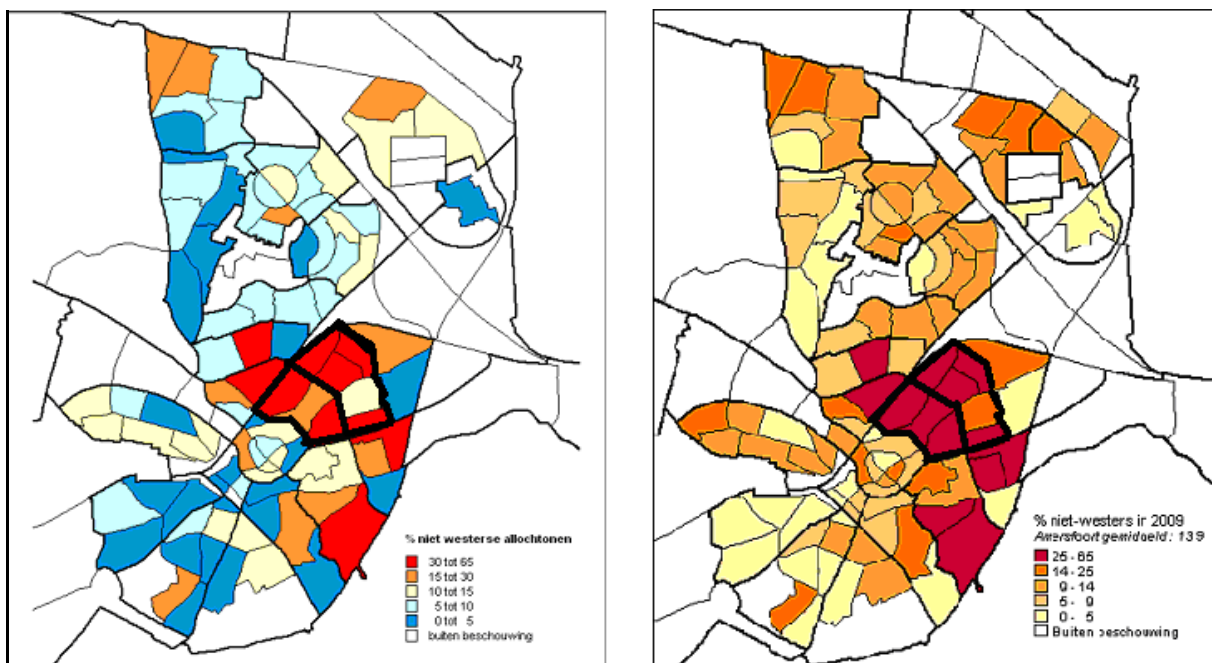 % niet westerse allochtonen
30 tot 65
15 tot 30
10 tot 15
5 tot 10
0 tot 5
buiten beschouwing
% niet-westers in 2009
Amersfoort gemiddeld: 13 9
25 - 65
14 - 25
9 - 14
5 - 9
0 - 5
Buiten beschouwing